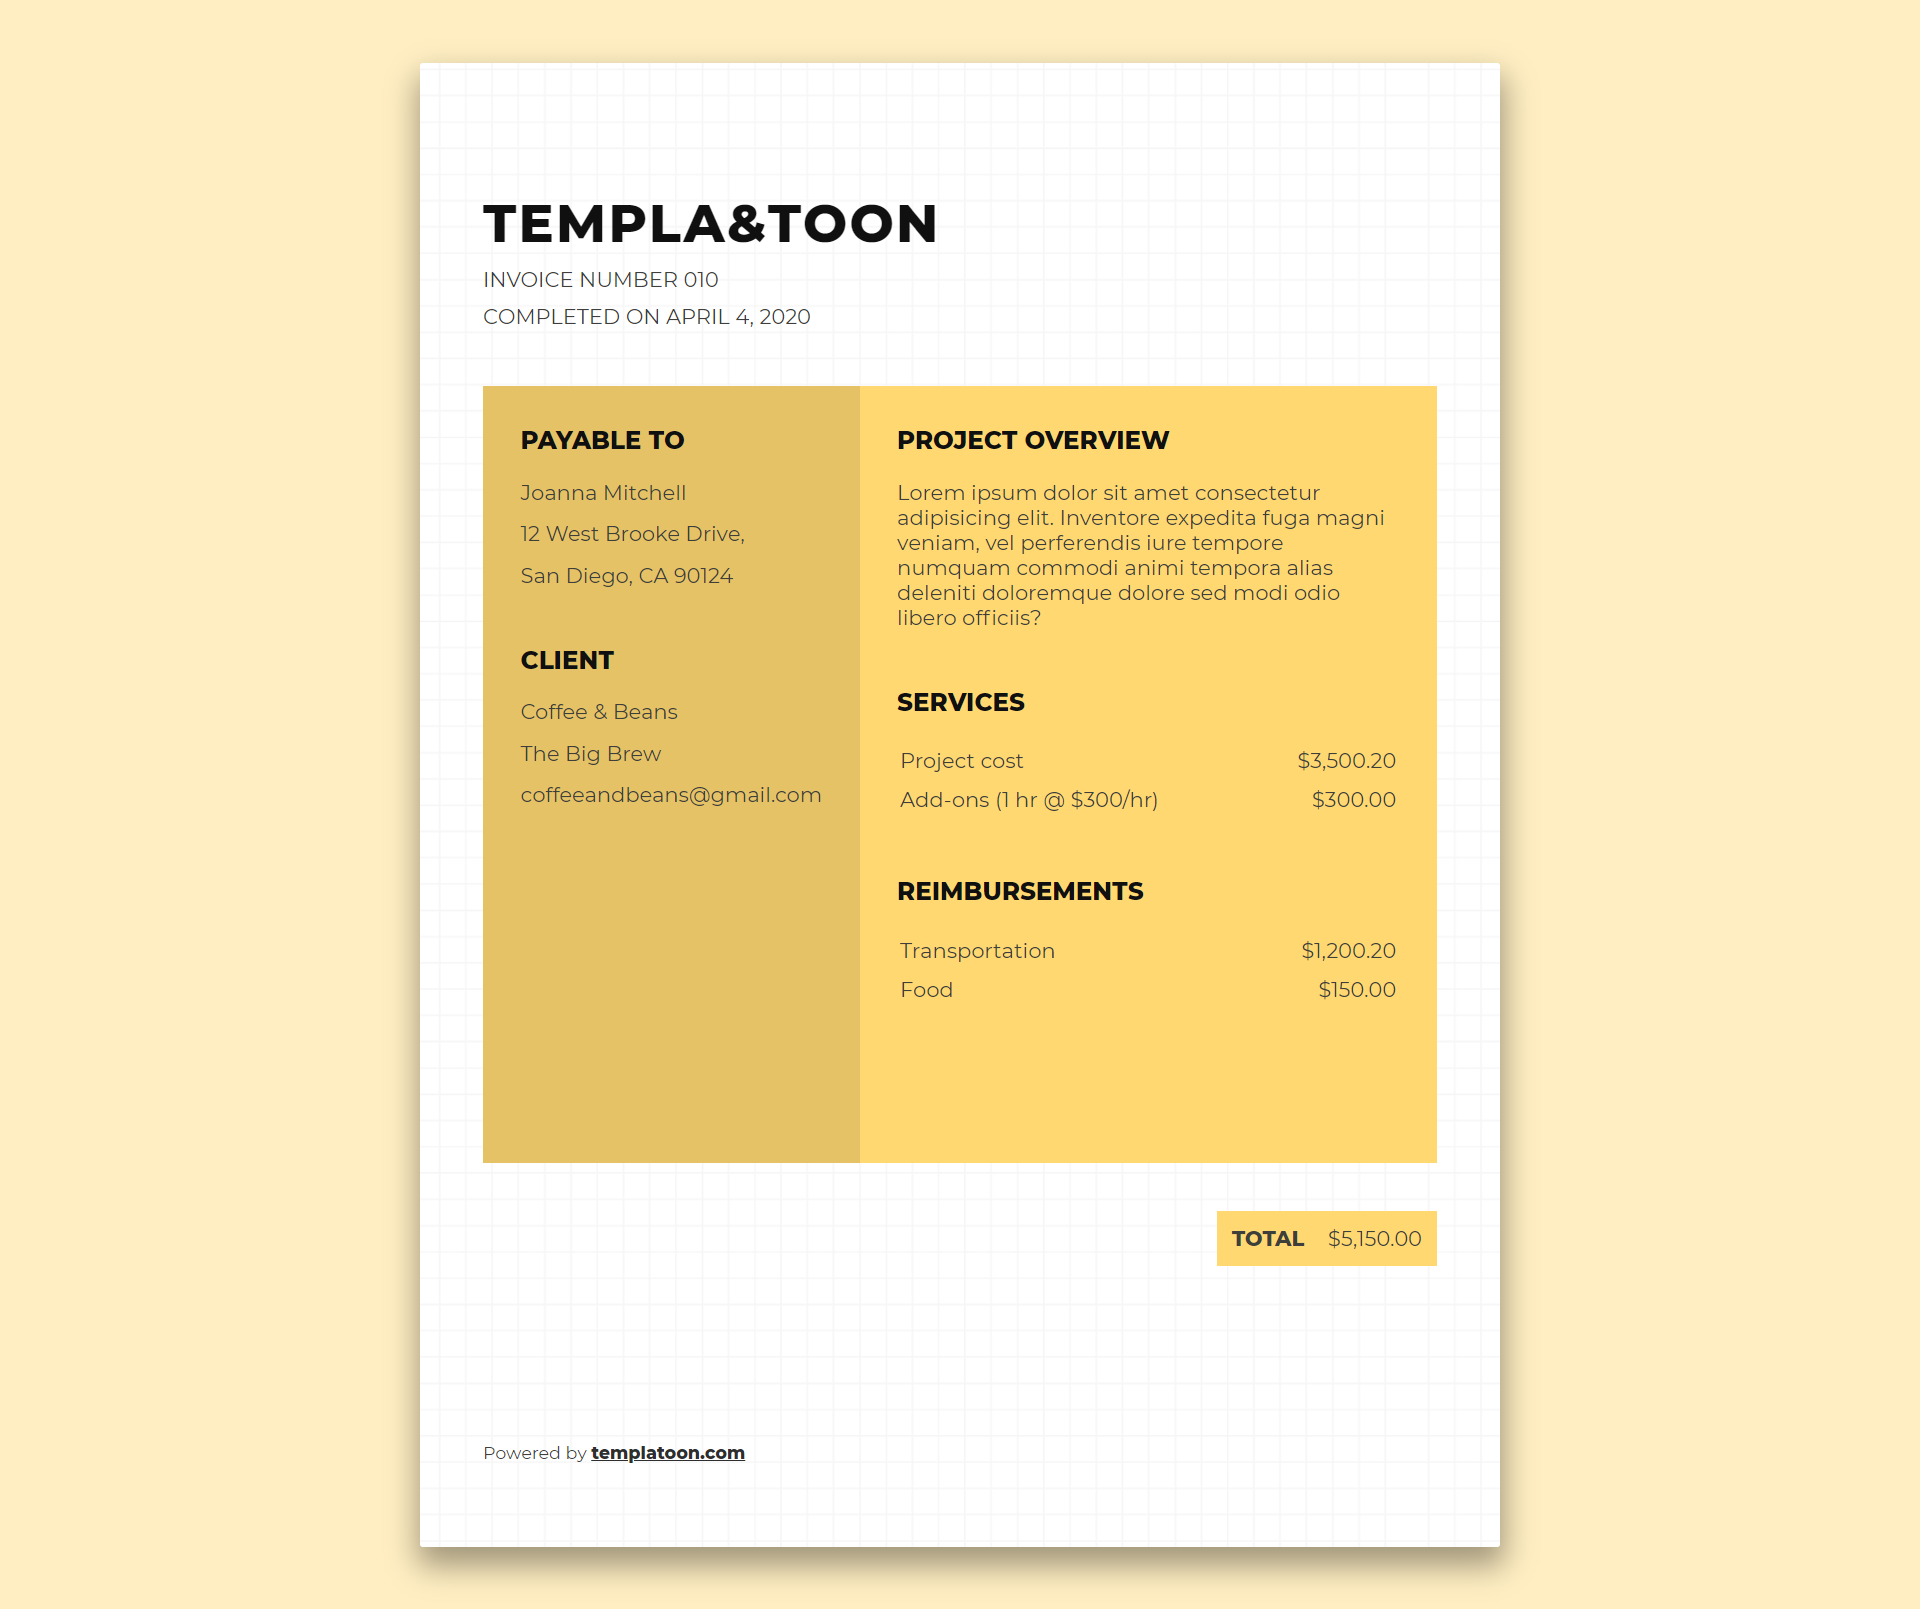 TEMPLA&TOON
INVOICE NUMBER 010
COMPLETED ON APRIL 4, 2020
PAYABLE TO
Joanna Mitchell
12 West Brooke Drive,
San Diego, CA 90124
CLIENT
Coffee & Beans
The Big Brew
coffeeandbeans@gmail.com
PROJECT OVERVIEW
Lorem ipsum dolor sit amet consectetur
adipisicing elit. Inventore expedita fuga magni
veniam, vel perferendis iure tempore
numquam commodi animi tempora alias
deleniti doloremque dolore sed modi odio
libero officiis?
SERVICES
Project cost $3,500.20
Add-ons (1 hr @ $300/hr) $300.00
REIMBURSEMENTS
Transportation $1,200.20
Food $150.00
TOTAL $5,150.00
Powered by templatoon.com